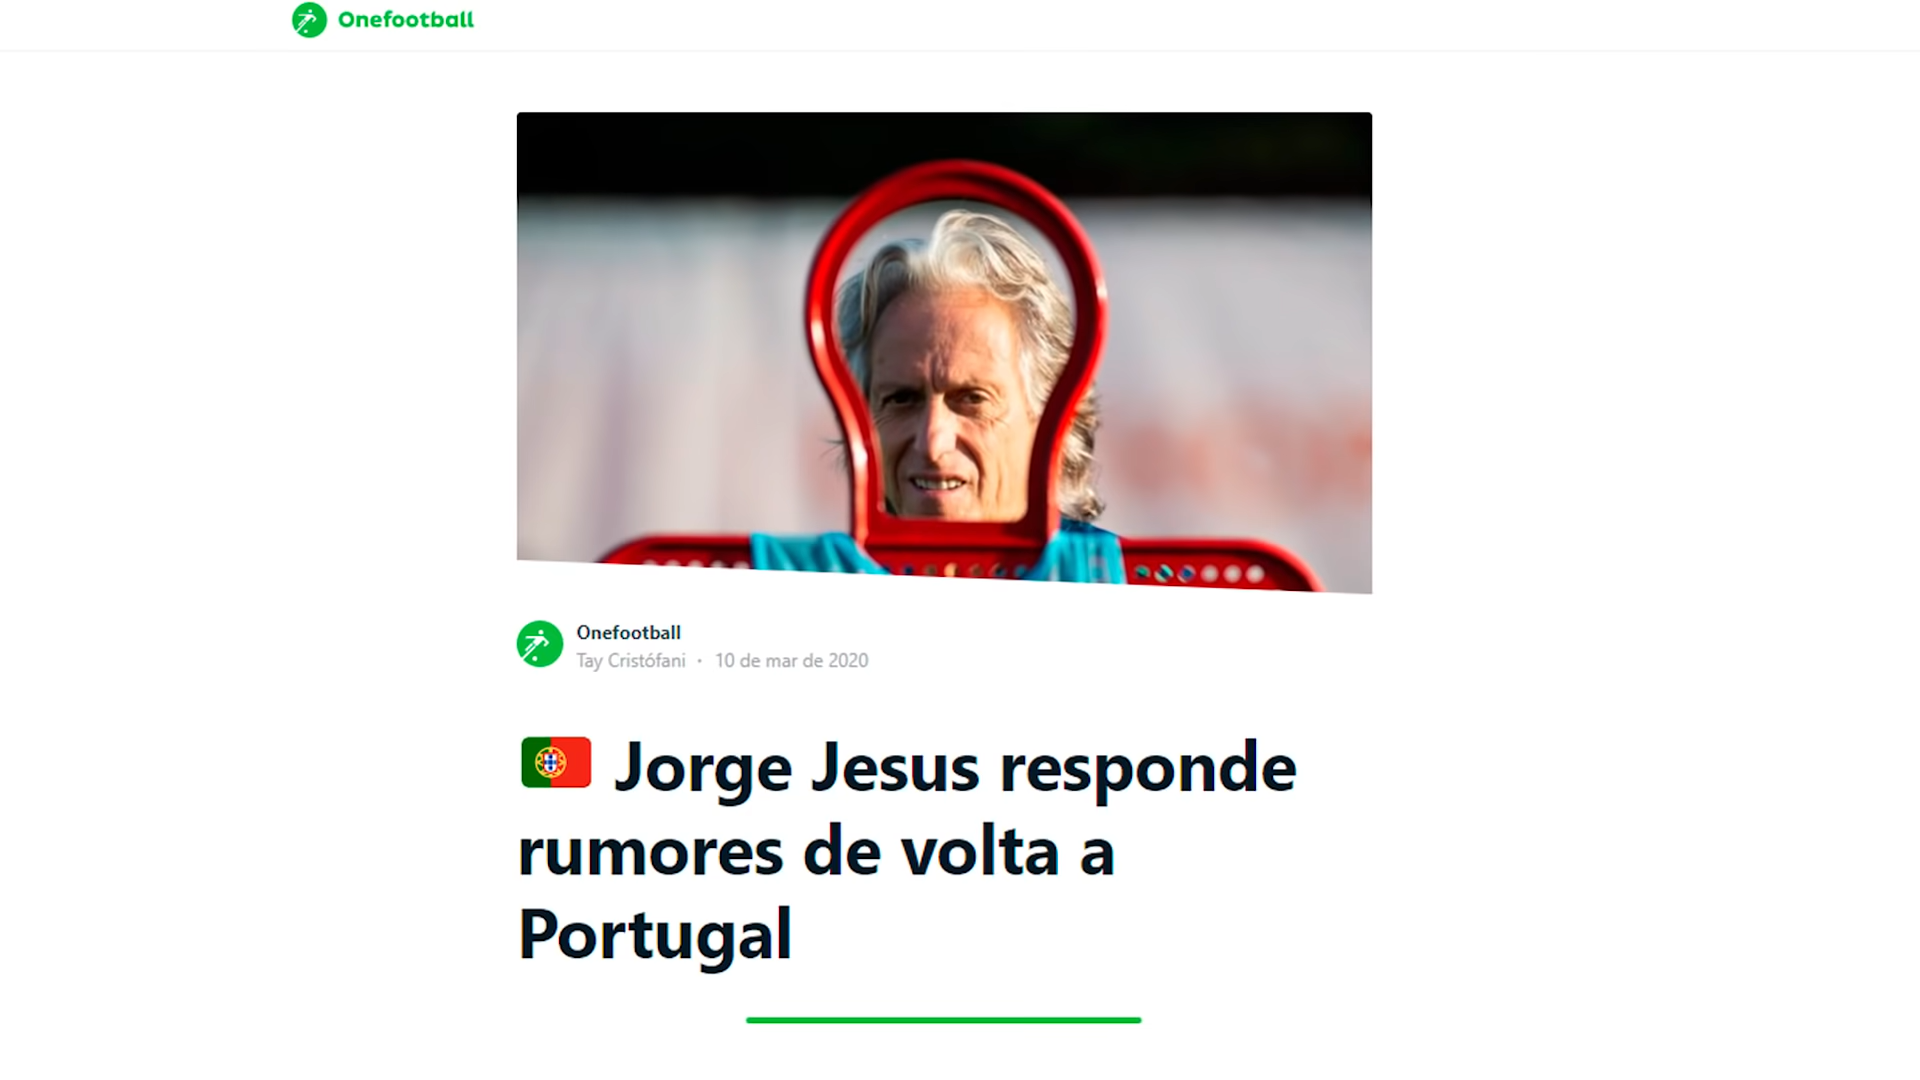 Onefootball
Onefootball
Tay Cristófani · 10 de mar de 2020
Jorge Jesus responde
rumores de volta a
Portugal